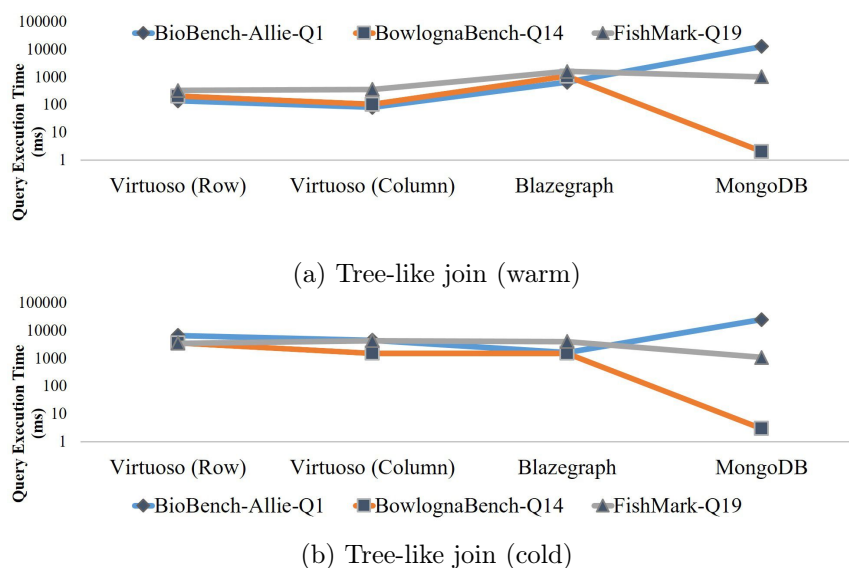 100000
10000
1000
100
10
1
Query Execution Time
(ms)
BioBench-Allie-Q1 BowlognaBench-Q14 FishMark-Q19
Virtuoso (Row) Virtuoso (Column) Blazegraph MongoDB
(a) Tree-like join (warm)
100000
10000
1000
100
10
1
Query Execution Time
(ms)
Virtuoso (Row) Virtuoso (Column) Blazegraph MongoDB
BioBench-Allie-Q1 BowlognaBench-Q14 FishMark-Q19
(b) Tree-like join (cold)